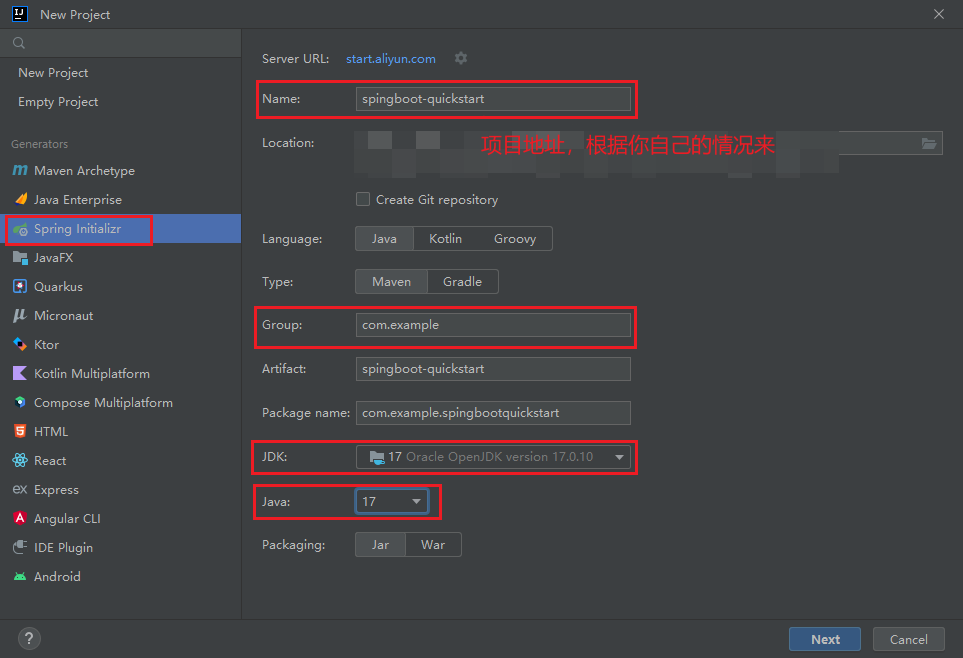 New Project
New Project
Empty Project
Generators
Maven Archetype
Java Enterprise
Spring Initializr
JavaFX
Quarkus
Micronaut
Ktor
Kotlin Multiplatform
Compose Multiplatform
HTML
React
Express
Angular CLI
IDE Plugin
Android
Server URL: start.aliyun.com
Name: spingboot-quickstart
Location: 项目地址，根据你自己的情况来
Create Git repository
Language: Java Kotlin Groovy
Type: Maven Gradle
Group: com.example
Artifact: spingboot-quickstart
Package name: com.example.spingbootquickstart
JDK: 17 Oracle OpenJDK version 17.0.10
Java: 17
Packaging: Jar War
? Next Cancel